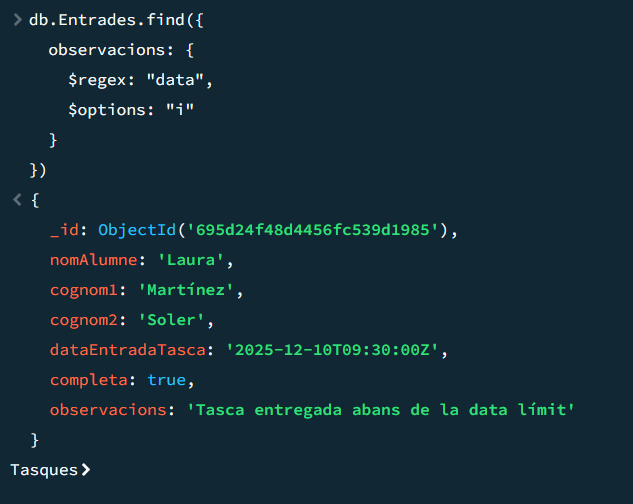 > db.Entrades.find({
observacions: {
$regex: "data",
$options: "i"
}
})
< {
_id: ObjectId('695d24f48d4456fc539d1985'),
nomAlumne: 'Laura',
cognom1: 'Martínez',
cognom2: 'Soler',
dataEntradaTasca: '2025-12-10T09:30:00Z',
completa: true,
observacions: 'Tasca entregada abans de la data límit'
}
Tasques>